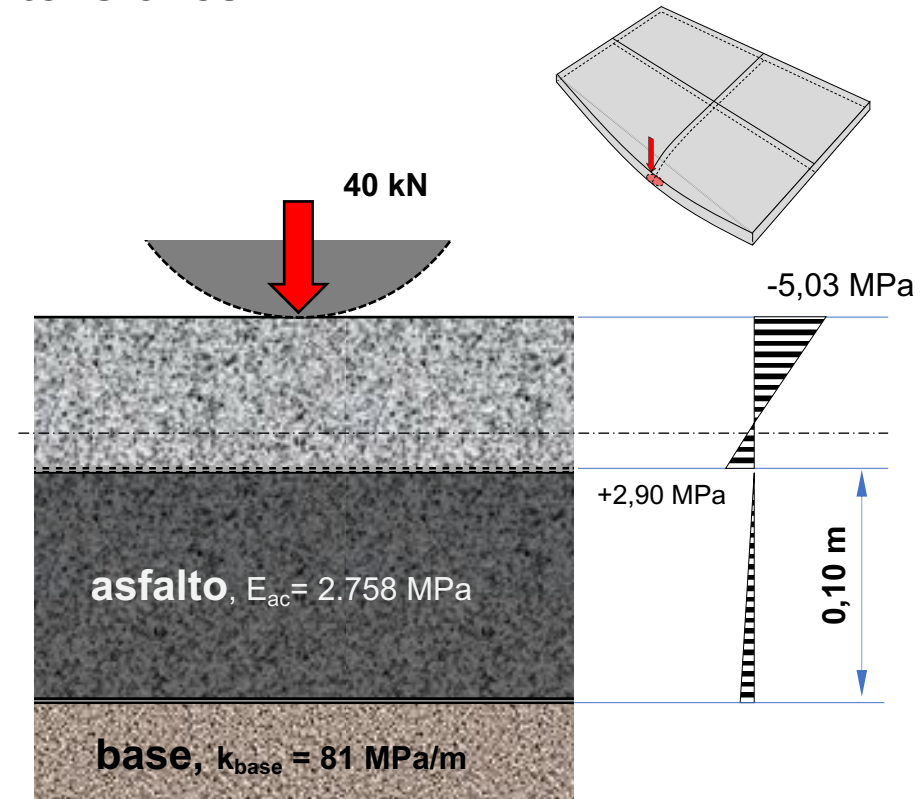 40 kN
-5,03 MPa
+2,90 MPa
asfalto, Eac= 2.758 MPa
0,10 m
base, kbase = 81 MPa/m